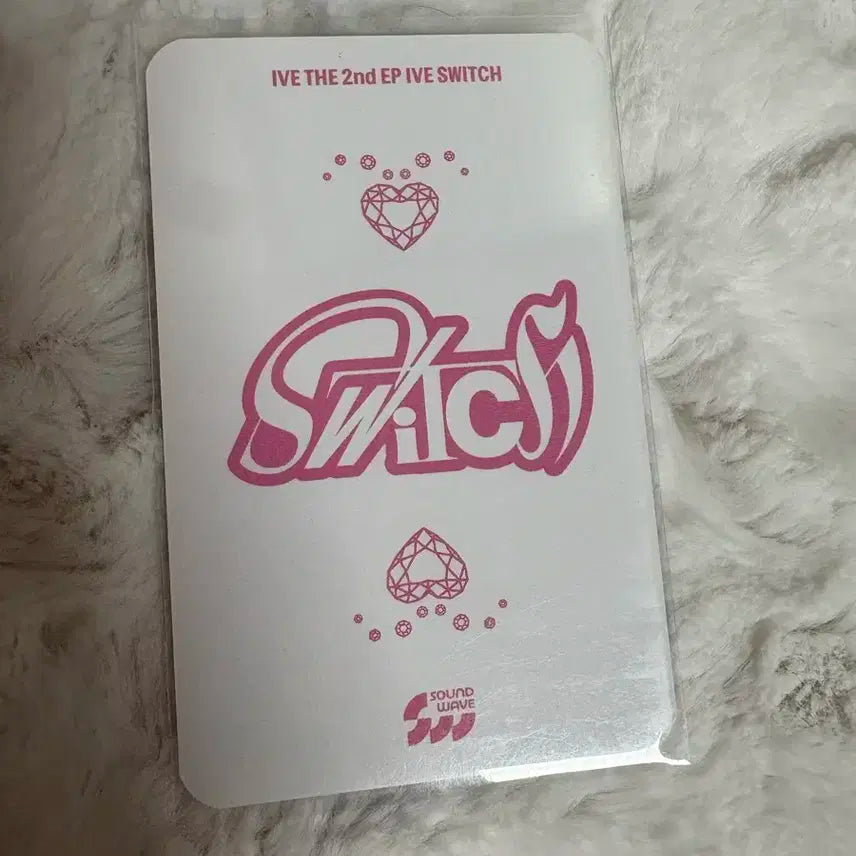 IVE THE 2nd EP IVE SWITCH
SWiTCH
SOUND
WAVE